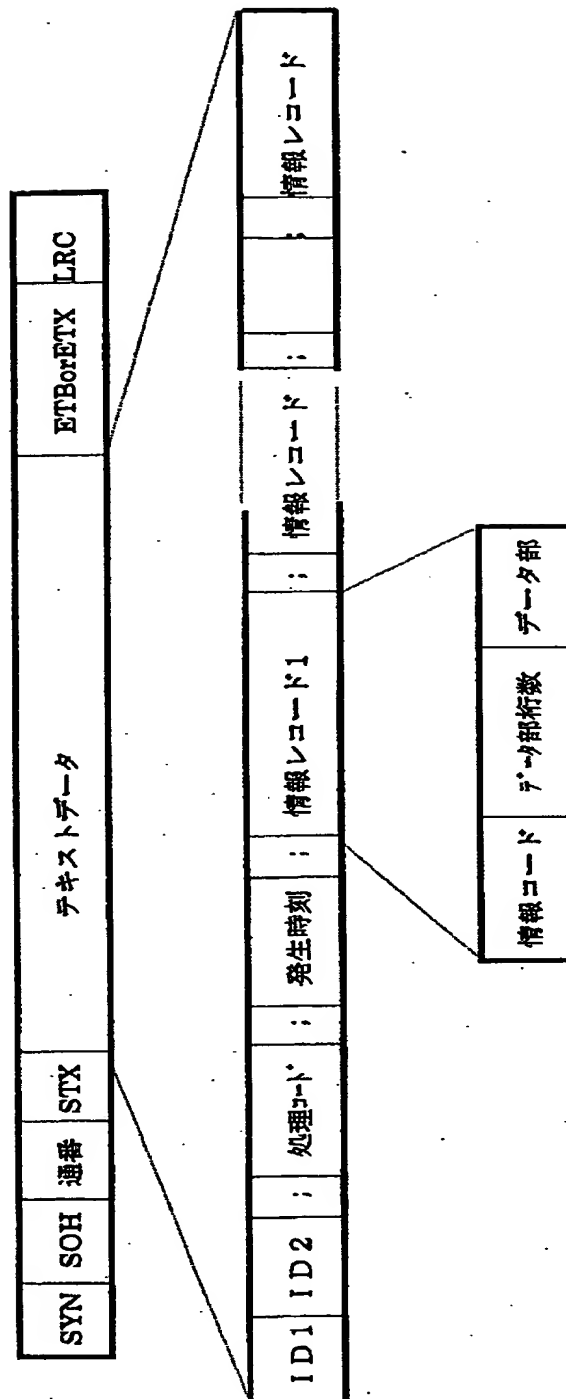 SYN SOH 通番 STX テキストデータ ETBorETX LRC
ID1 ID2 ; 処理コード ; 発生時刻 ; 情報レコード1 ; 情報レコード ; ; 情報レコード
情報コード データ部桁数 データ部